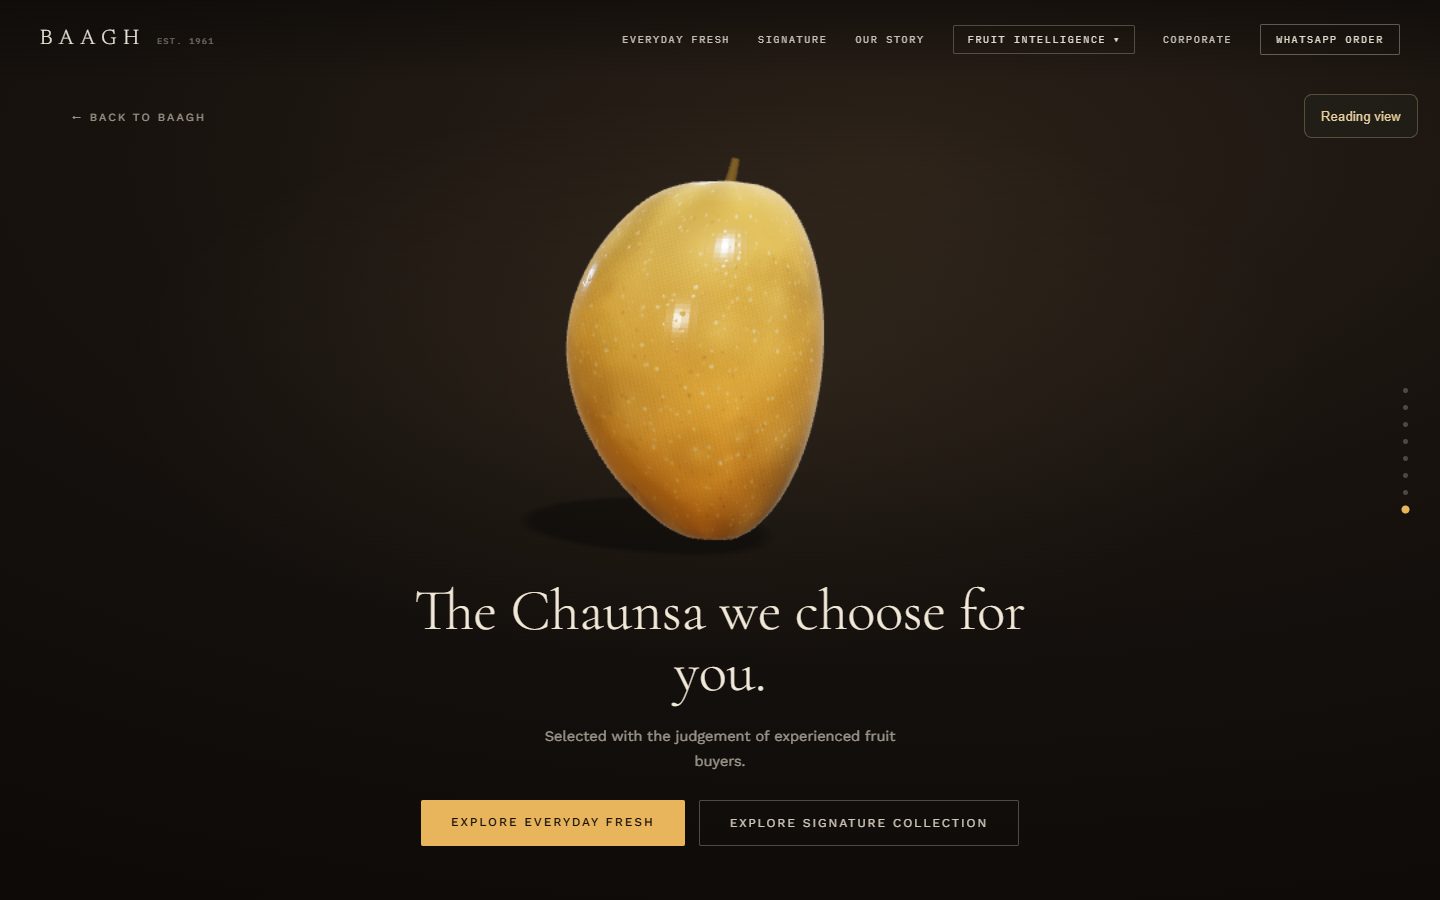 BAAGH EST. 1961
EVERYDAY FRESH SIGNATURE OUR STORY FRUIT INTELLIGENCE ▾ CORPORATE WHATSAPP ORDER
← BACK TO BAAGH
Reading view
The Chaunsa we choose for
you.
Selected with the judgement of experienced fruit
buyers.
EXPLORE EVERYDAY FRESH
EXPLORE SIGNATURE COLLECTION